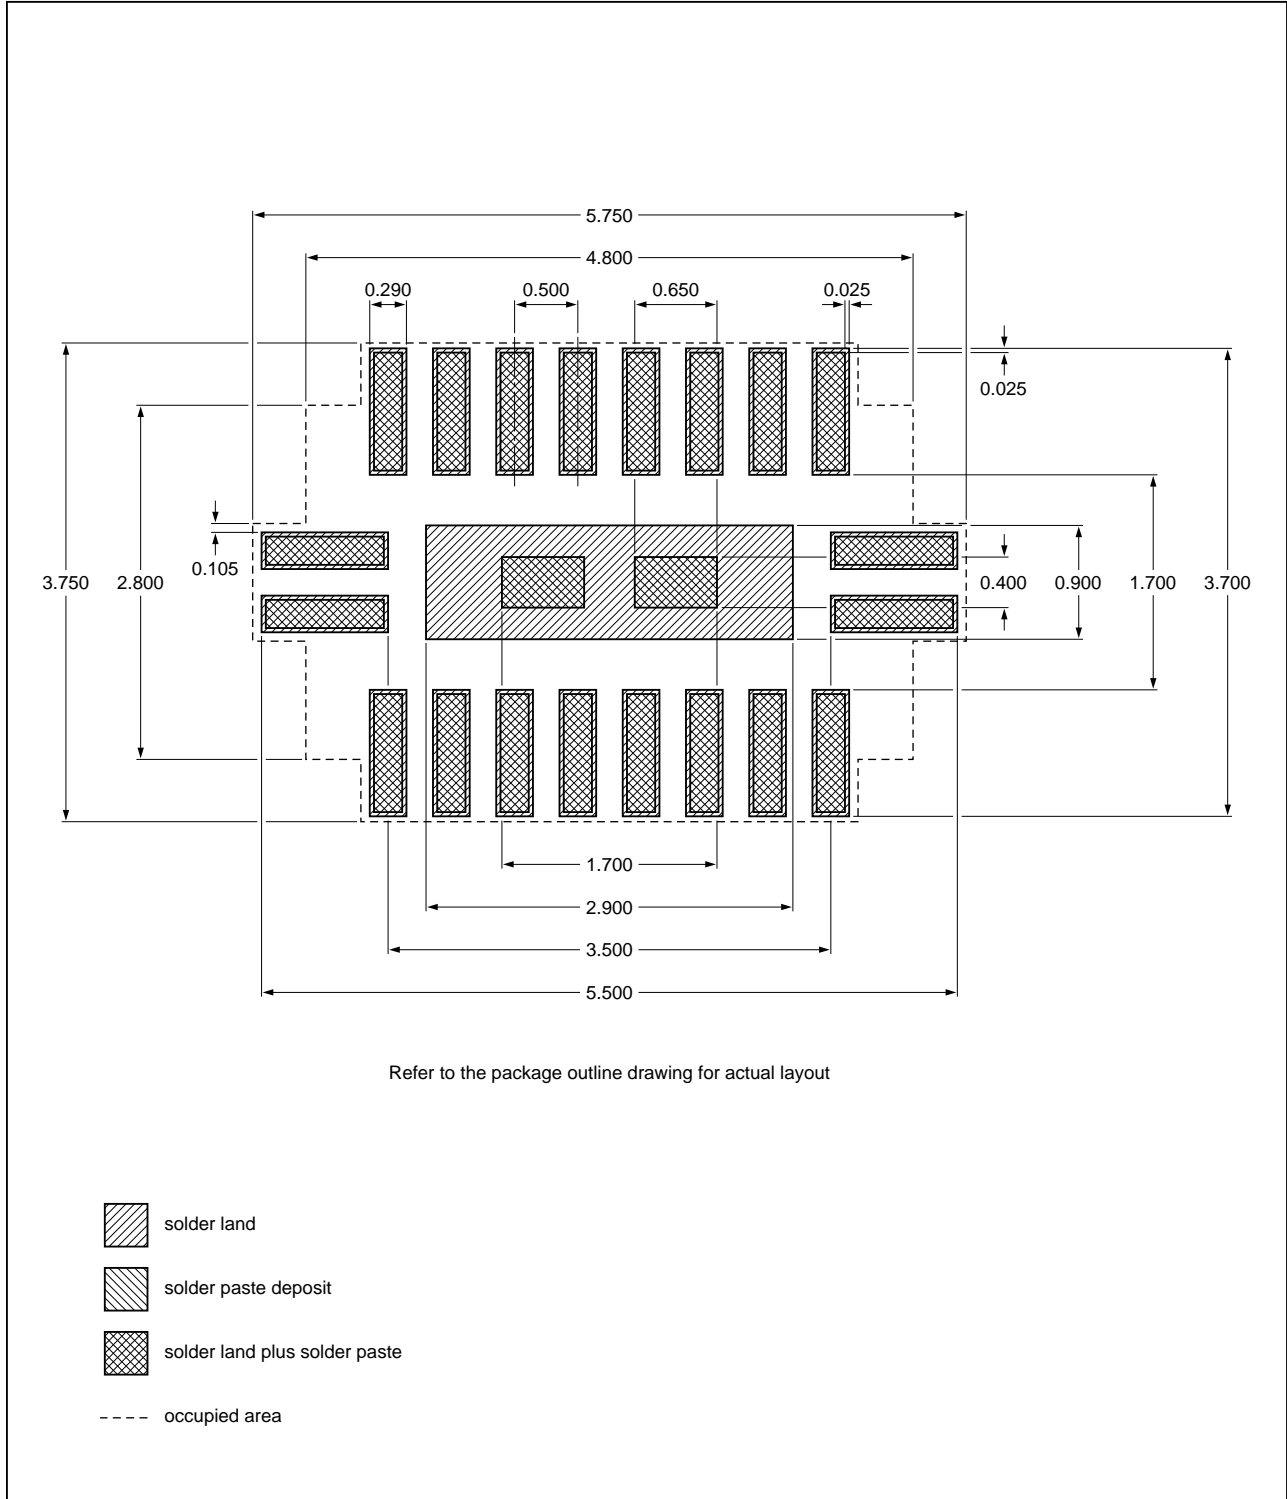 5.750
4.800
0.290 0.500 0.650 0.025
0.025
0.105
3.750 2.800 0.400 0.900 1.700 3.700
1.700
2.900
3.500
5.500
Refer to the package outline drawing for actual layout
solder land
solder paste deposit
solder land plus solder paste
occupied area